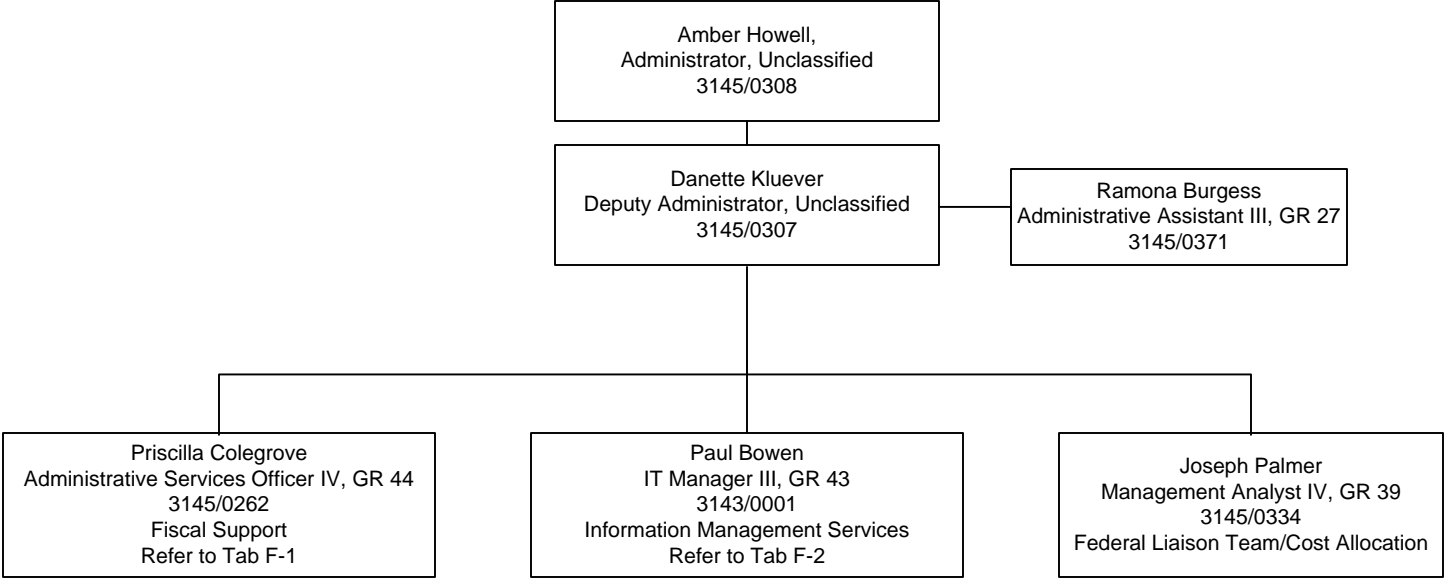 Amber Howell,
Administrator, Unclassified
3145/0308
Danette Kluever
Deputy Administrator, Unclassified
3145/0307
Ramona Burgess
Administrative Assistant III, GR 27
3145/0371
Priscilla Colegrove
Administrative Services Officer IV, GR 44
3145/0262
Fiscal Support
Refer to Tab F-1
Paul Bowen
IT Manager III, GR 43
3143/0001
Information Management Services
Refer to Tab F-2
Joseph Palmer
Management Analyst IV, GR 39
3145/0334
Federal Liaison Team/Cost Allocation